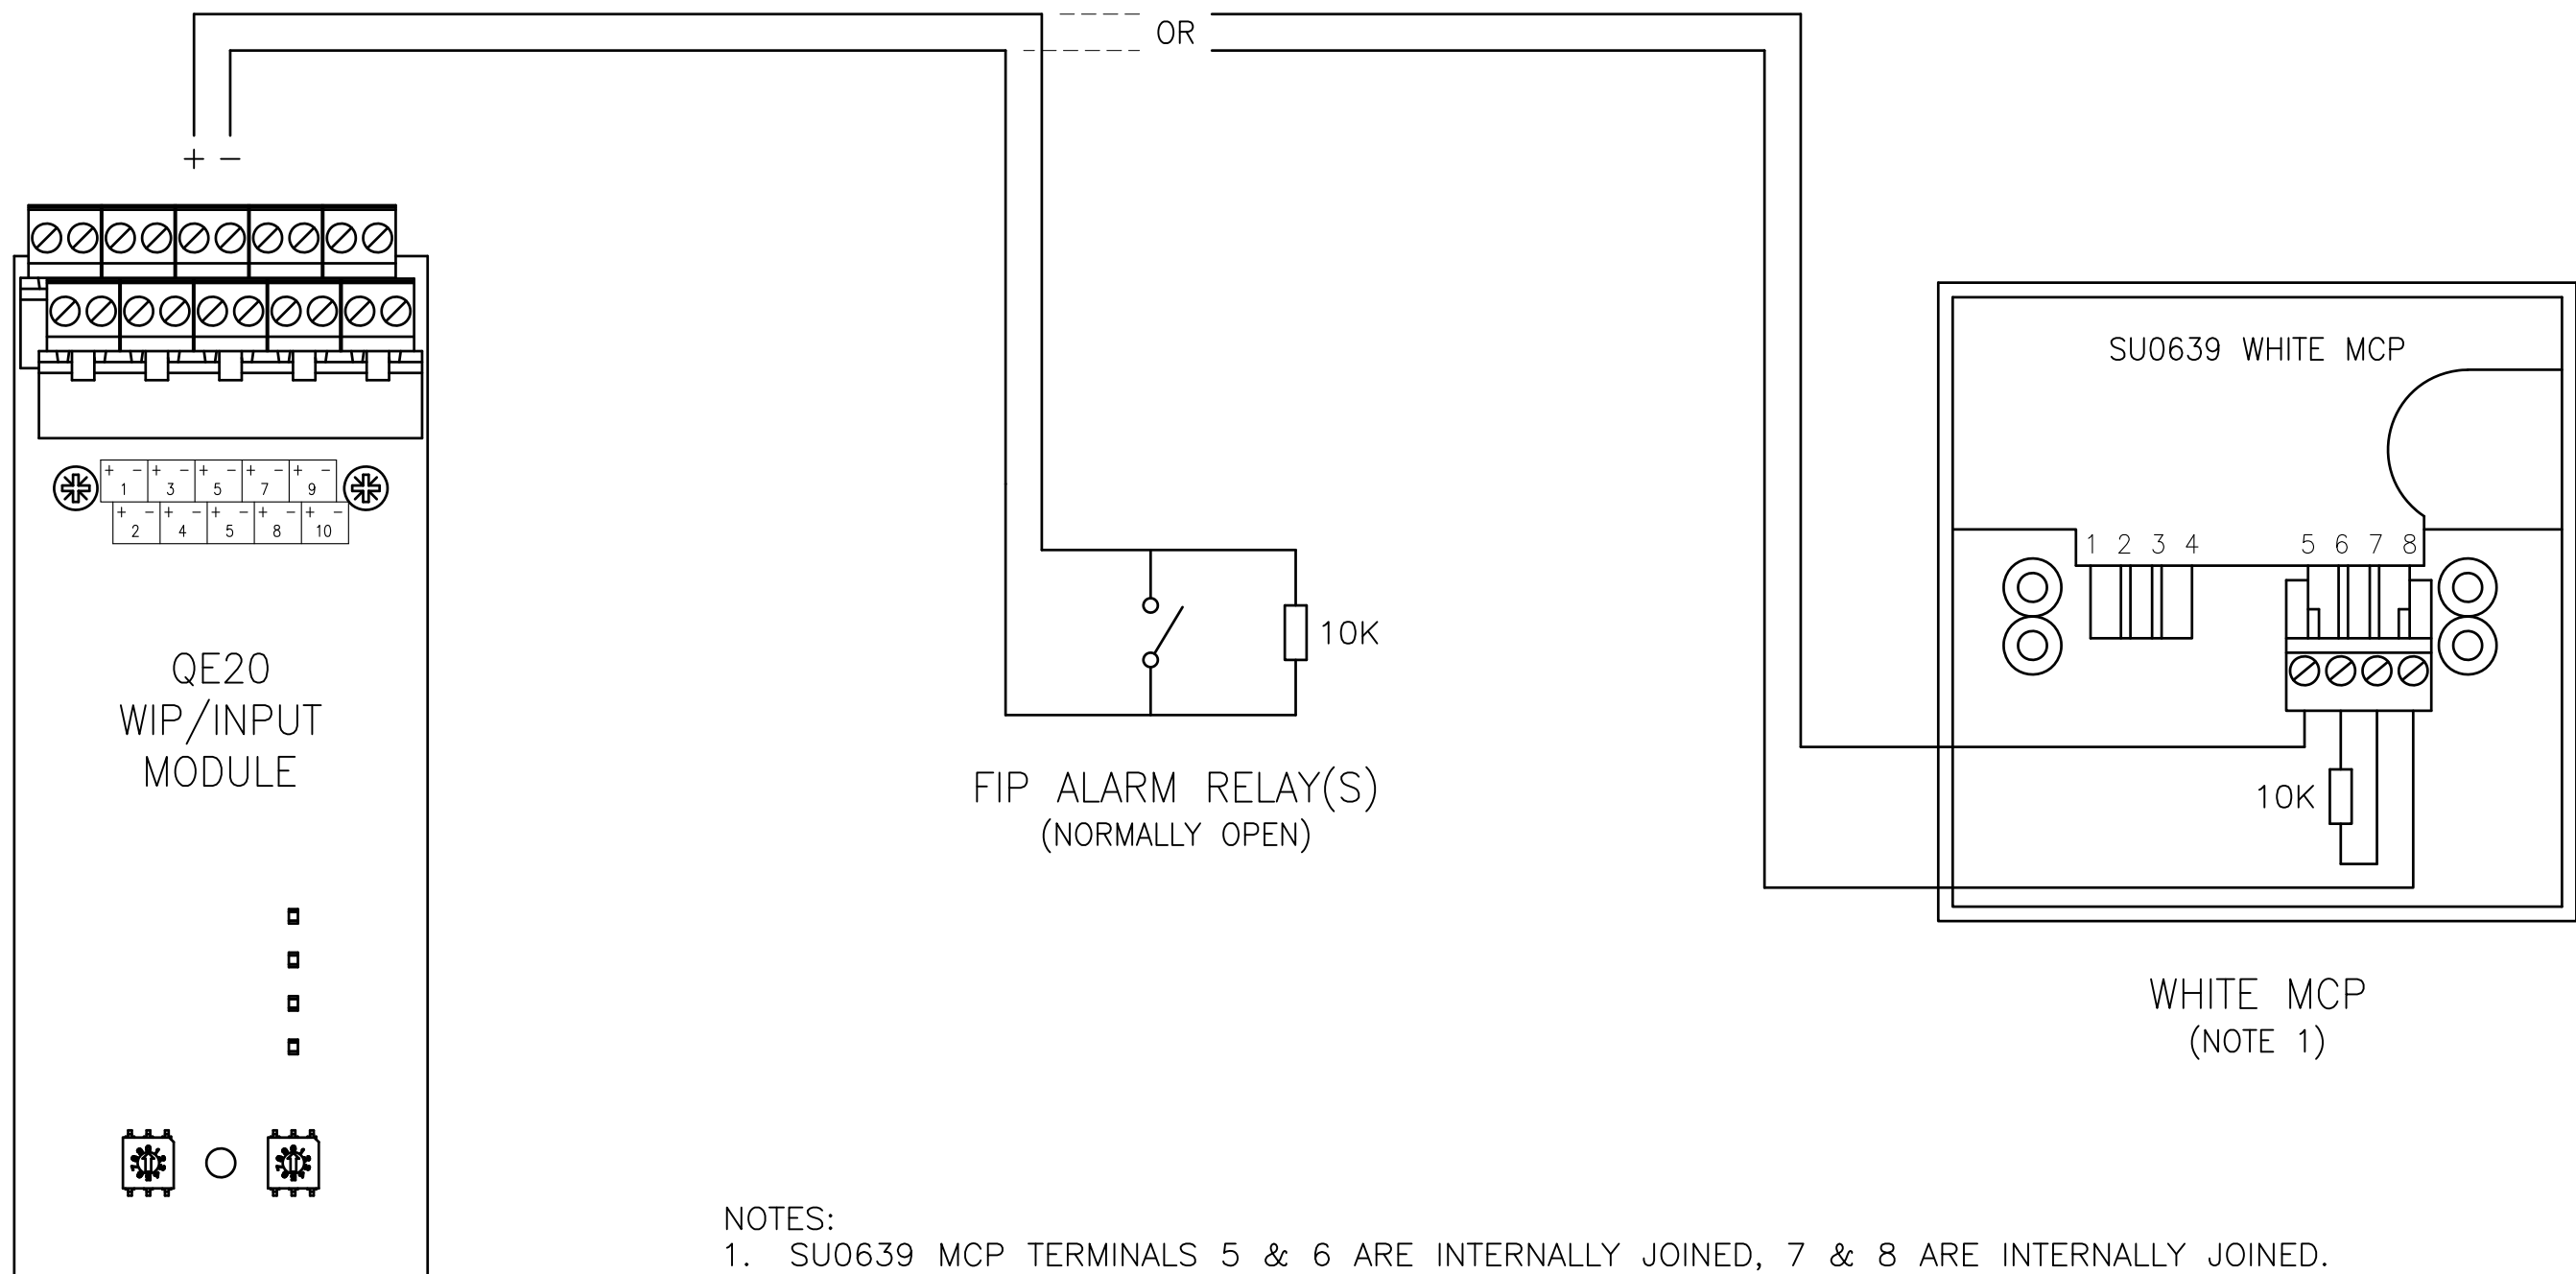 OR
+ −
SU0639 WHITE MCP
+ − + − + − + − + −
1 3 5 7 9
+ − + − + − + − + −
2 4 5 8 10
1 2 3 4 5 6 7 8
10K
QE20
WIP/INPUT
MODULE
FIP ALARM RELAY(S)
(NORMALLY OPEN)
10K
WHITE MCP
(NOTE 1)
NOTES:
1. SU0639 MCP TERMINALS 5 & 6 ARE INTERNALLY JOINED, 7 & 8 ARE INTERNALLY JOINED.